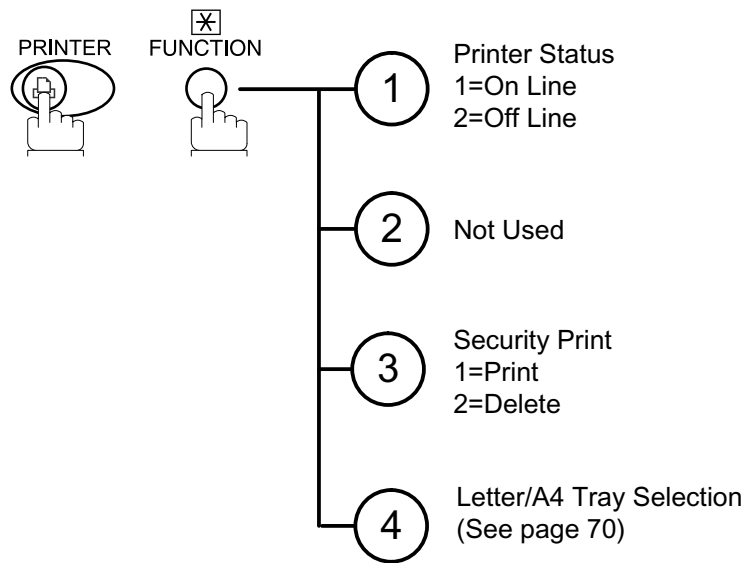 PRINTER
FUNCTION
1
Printer Status
1=On Line
2=Off Line
2
Not Used
3
Security Print
1=Print
2=Delete
4
Letter/A4 Tray Selection
(See page 70)